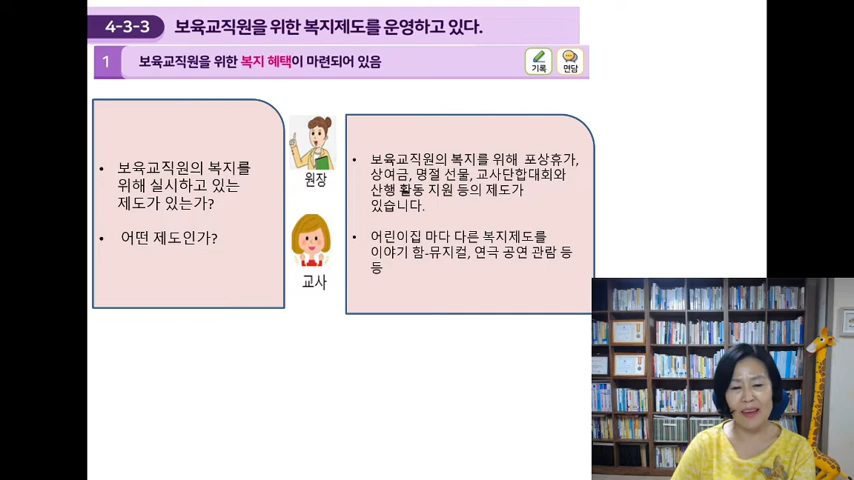 4-3-3 보육교직원을 위한 복지제도를 운영하고 있다.
1 보육교직원을 위한 복지 혜택이 마련되어 있음
기록 면담
• 보육교직원의 복지를
위해 실시하고 있는
제도가 있는가?
• 어떤 제도인가?
원장
교사
• 보육교직원의 복지를 위해 포상휴가,
상여금, 명절 선물, 교사단합대회와
산행 활동 지원 등의 제도가
있습니다.
• 어린이집 마다 다른 복지제도를
이야기 함-뮤지컬, 연극 공연 관람 등
등